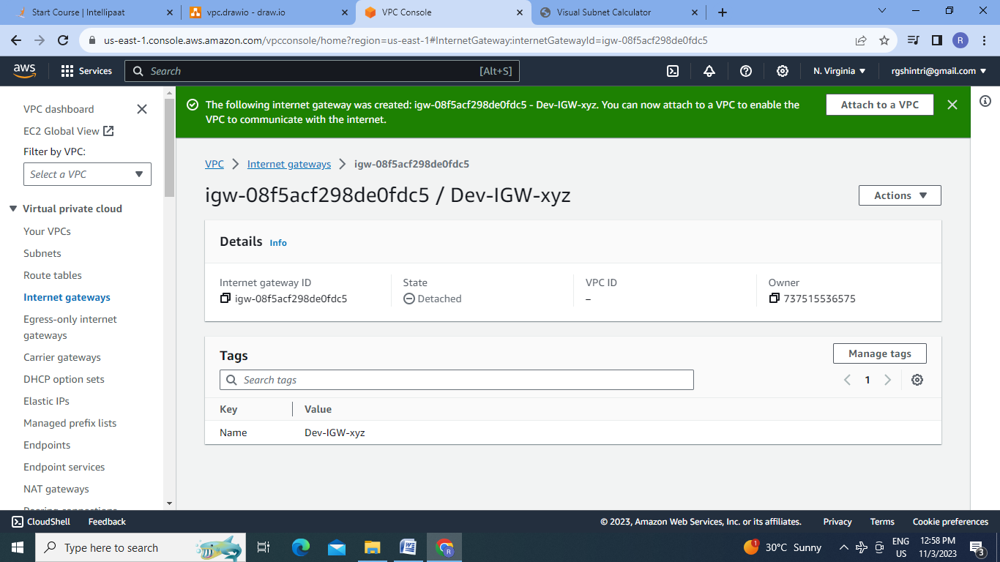 Start Course | Intellipaat
vpc.drawio - draw.io
VPC Console
Visual Subnet Calculator
us-east-1.console.aws.amazon.com/vpcconsole/home?region=us-east-1#InternetGateway:internetGatewayId=igw-08f5acf298de0fdc5
R
aws
Services
Search
[Alt+S]
N. Virginia
rgshintri@gmail.com
VPC dashboard
EC2 Global View
Filter by VPC:
Select a VPC
Virtual private cloud
Your VPCs
Subnets
Route tables
Internet gateways
Egress-only internet
gateways
Carrier gateways
DHCP option sets
Elastic IPs
Managed prefix lists
Endpoints
Endpoint services
NAT gateways
Peering connections
The following internet gateway was created: igw-08f5acf298de0fdc5 - Dev-IGW-xyz. You can now attach to a VPC to enable the
VPC to communicate with the internet.
Attach to a VPC
VPC
Internet gateways
igw-08f5acf298de0fdc5
igw-08f5acf298de0fdc5 / Dev-IGW-xyz
Actions
Details Info
Internet gateway ID
igw-08f5acf298de0fdc5
State
Detached
VPC ID
–
Owner
737515536575
Tags
Manage tags
Search tags
1
Key
Value
Name
Dev-IGW-xyz
CloudShell
Feedback
© 2023, Amazon Web Services, Inc. or its affiliates.
Privacy
Terms
Cookie preferences
Type here to search
R
1
30°C Sunny
ENG
US
12:58 PM
11/3/2023
3